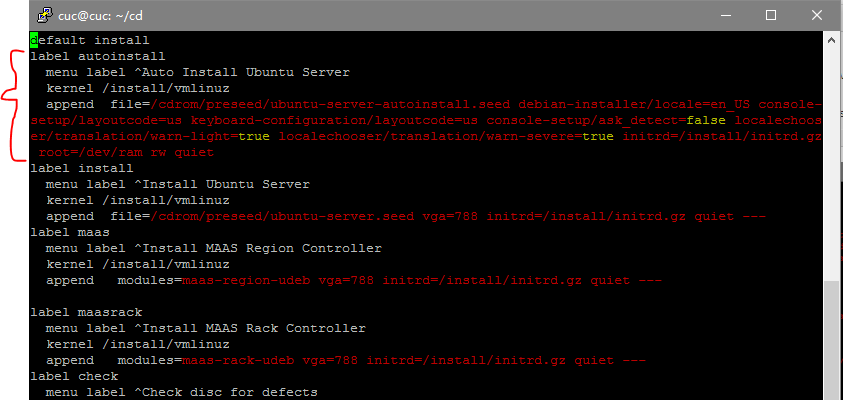 cuc@cuc: ~/cd
default install
label autoinstall
  menu label ^Auto Install Ubuntu Server
  kernel /install/vmlinuz
  append  file=/cdrom/preseed/ubuntu-server-autoinstall.seed debian-installer/locale=en_US console-
setup/layoutcode=us keyboard-configuration/layoutcode=us console-setup/ask_detect=false localechoos
er/translation/warn-light=true localechooser/translation/warn-severe=true initrd=/install/initrd.gz
 root=/dev/ram rw quiet
label install
  menu label ^Install Ubuntu Server
  kernel /install/vmlinuz
  append  file=/cdrom/preseed/ubuntu-server.seed vga=788 initrd=/install/initrd.gz quiet ---
label maas
  menu label ^Install MAAS Region Controller
  kernel /install/vmlinuz
  append   modules=maas-region-udeb vga=788 initrd=/install/initrd.gz quiet ---
label maasrack
  menu label ^Install MAAS Rack Controller
  kernel /install/vmlinuz
  append   modules=maas-rack-udeb vga=788 initrd=/install/initrd.gz quiet ---
label check
  menu label ^Check disc for defects